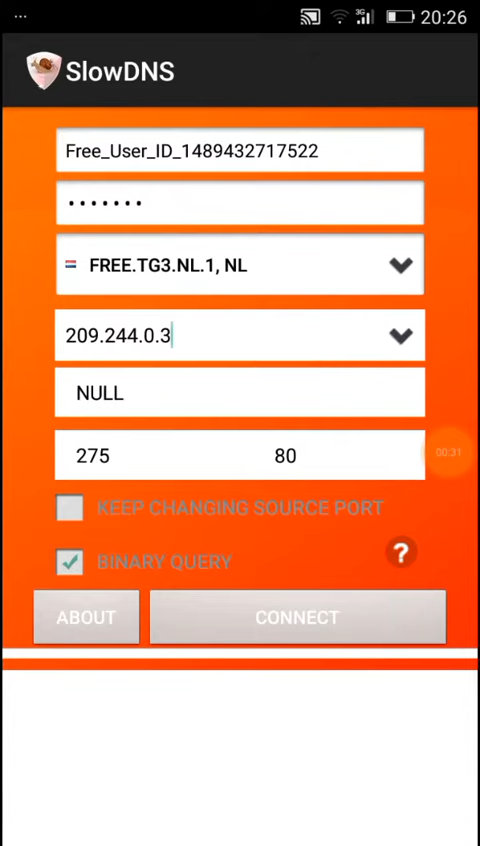 ...
3G
20:26
SlowDNS
Free_User_ID_1489432717522
•••••••
FREE.TG3.NL.1, NL
209.244.0.3
NULL
275 80
00:31
KEEP CHANGING SOURCE PORT
BINARY QUERY
?
ABOUT CONNECT